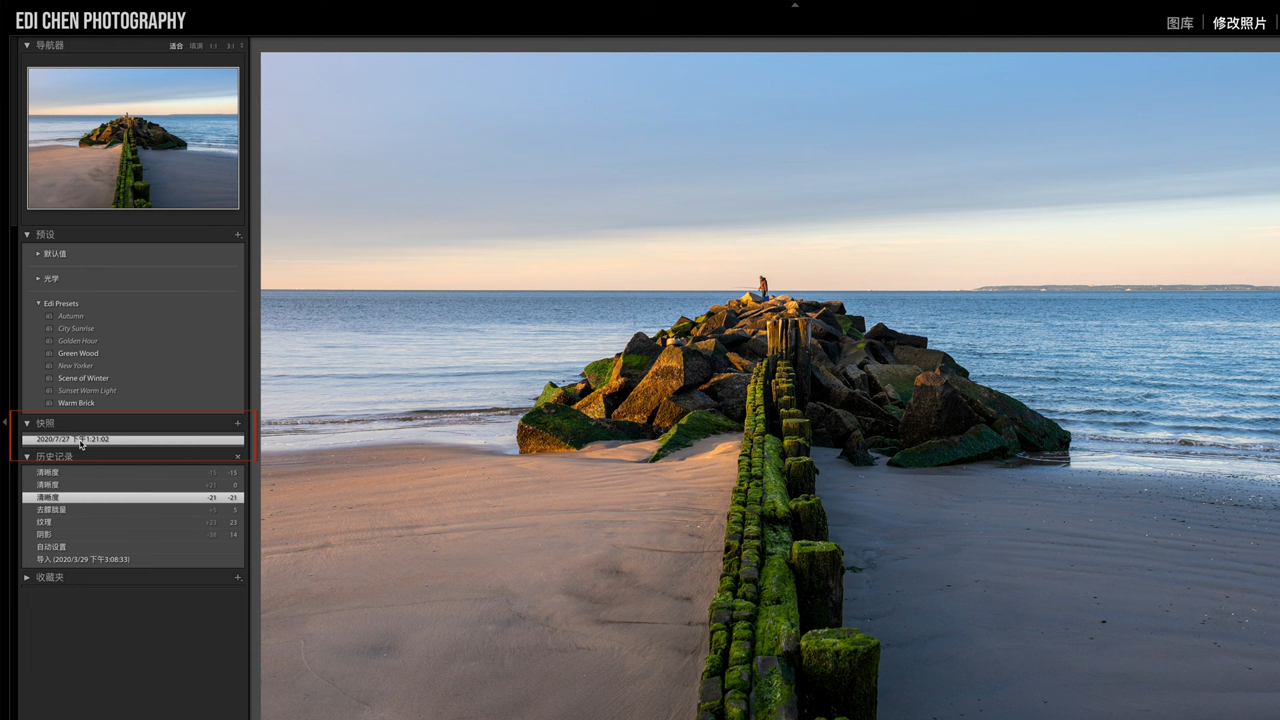 EDI CHEN PHOTOGRAPHY
图库 修改照片
导航器 适合 填满 1:1 3:1
预设
默认值
光学
Edi Presets
Autumn
City Sunrise
Golden Hour
Green Wood
New Yorker
Scene of Winter
Sunset Warm Light
Warm Brick
快照
2020/7/27 下午1:21:02
历史记录
清晰度 -15 -15
清晰度 +21 0
清晰度 -21 -21
去朦胧量 +5 5
纹理 +23 23
阴影 -38 14
自动设置
导入 (2020/3/29 下午3:08:33)
收藏夹